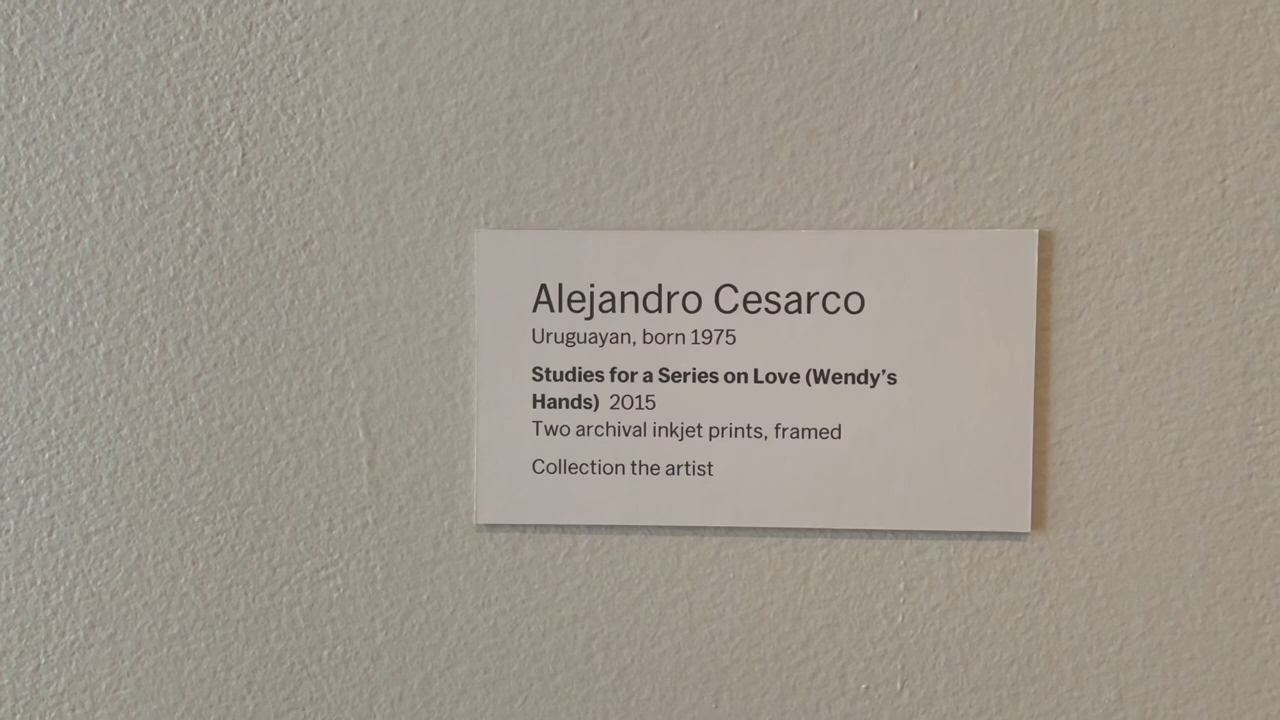 Alejandro Cesarco
Uruguayan, born 1975
Studies for a Series on Love (Wendy’s
Hands) 2015
Two archival inkjet prints, framed
Collection the artist